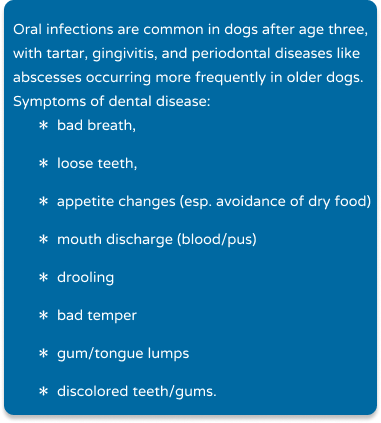 Oral infections are common in dogs after age three,
with tartar, gingivitis, and periodontal diseases like
abscesses occurring more frequently in older dogs.
Symptoms of dental disease:
* bad breath,
* loose teeth,
* appetite changes (esp. avoidance of dry food)
* mouth discharge (blood/pus)
* drooling
* bad temper
* gum/tongue lumps
* discolored teeth/gums.